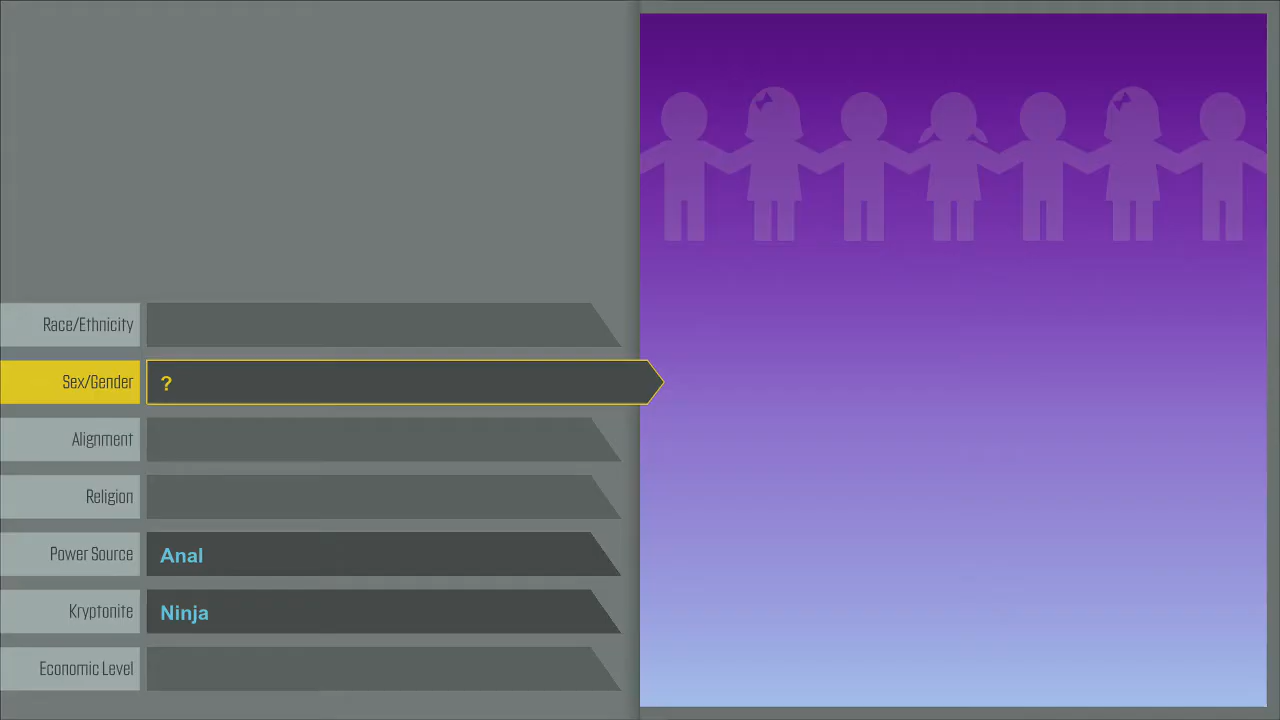 Race/Ethnicity
Sex/Gender ?
Alignment
Religion
Power Source Anal
Kryptonite Ninja
Economic Level